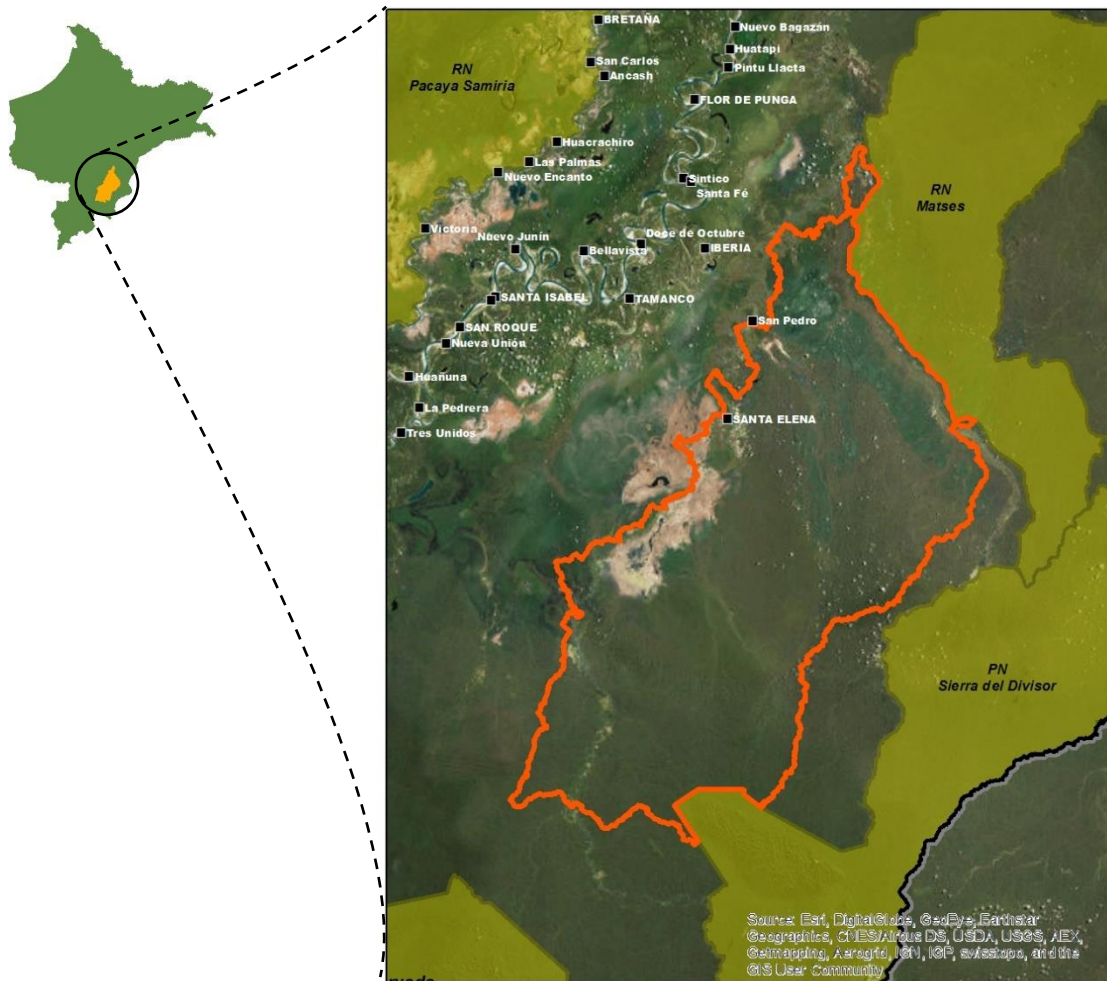 BRETAÑA
Nuevo Bagazán
Huatapi
San Carlos
Pintu Llacta
RN
Pacaya Samiria
Ancash
FLOR DE PUNGA
Huacrachiro
Las Palmas
Nuevo Encanto
Sintico
Santa Fé
RN
Matses
Victoria
Nuevo Junín
Doce de Octubre
Bellavista
IBERIA
SANTA ISABEL
TAMANCO
San Pedro
SAN ROQUE
Nueva Unión
Huañuna
La Pedrera
SANTA ELENA
Tres Unidos
PN
Sierra del Divisor
Source: Esri, DigitalGlobe, GeoEye, Earthstar
Geographics, CNES/Airbus DS, USDA, USGS, AEX,
Getmapping, Aerogrid, IGN, IGP, swisstopo, and the
GIS User Community